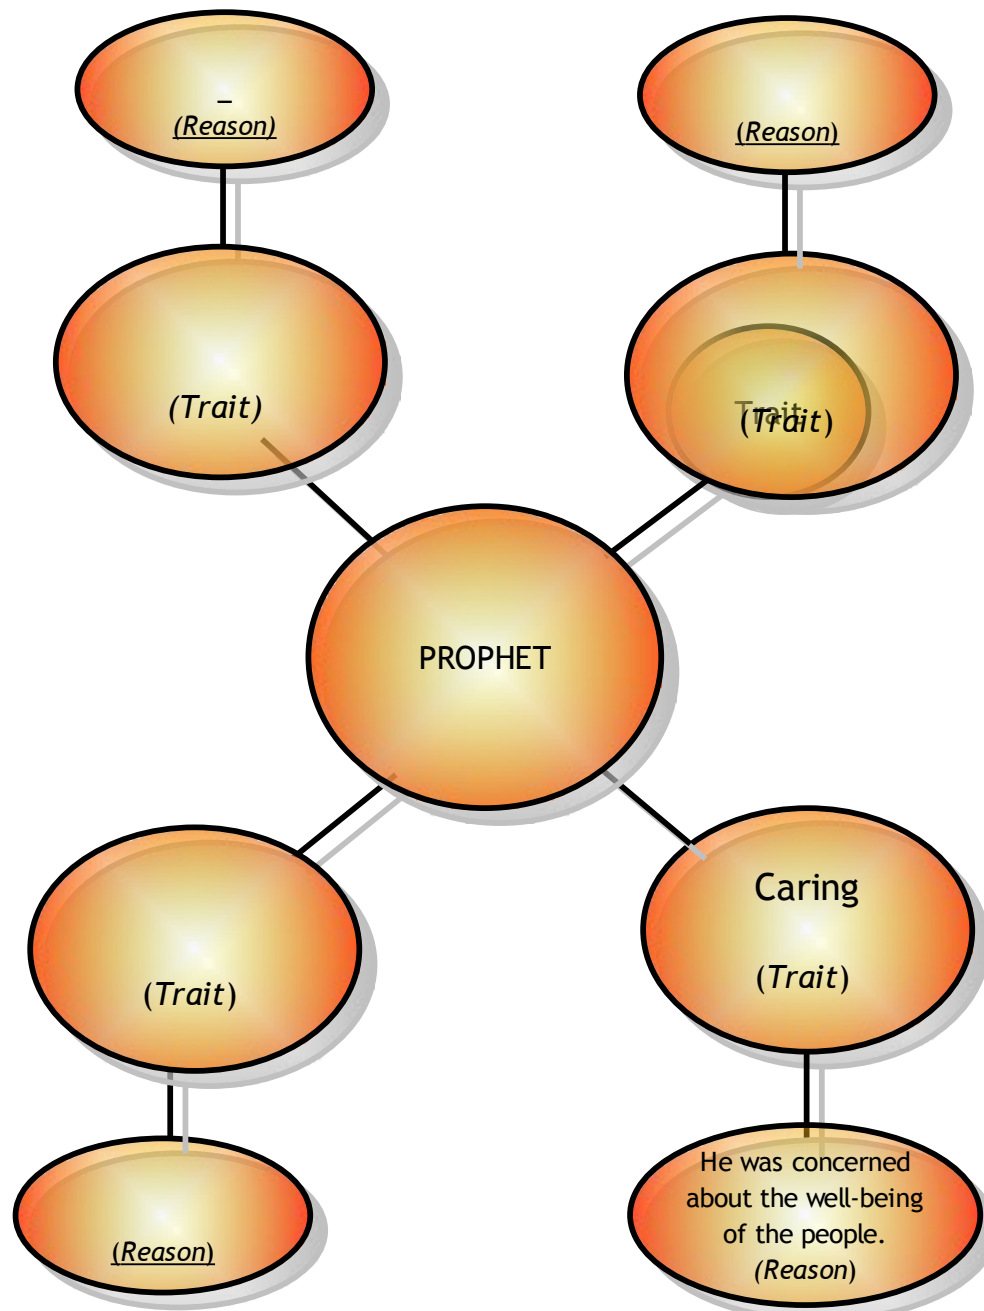 _
(Reason)
(Reason)
(Trait)
Trait
(Trait)
PROPHET
Caring
(Trait)
(Trait)
He was concerned
about the well-being
of the people.
(Reason)
(Reason)